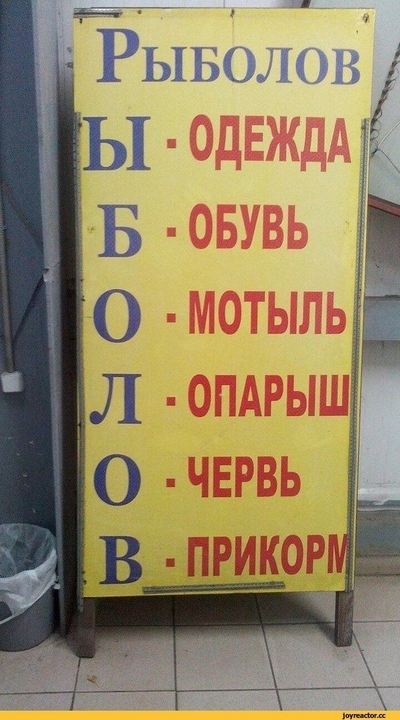 Рыболов
Ы - ОДЕЖДА
Б - ОБУВЬ
О - МОТЫЛЬ
Л - ОПАРЫШ
О - ЧЕРВЬ
В - ПРИКОРМ
joyreactor.cc